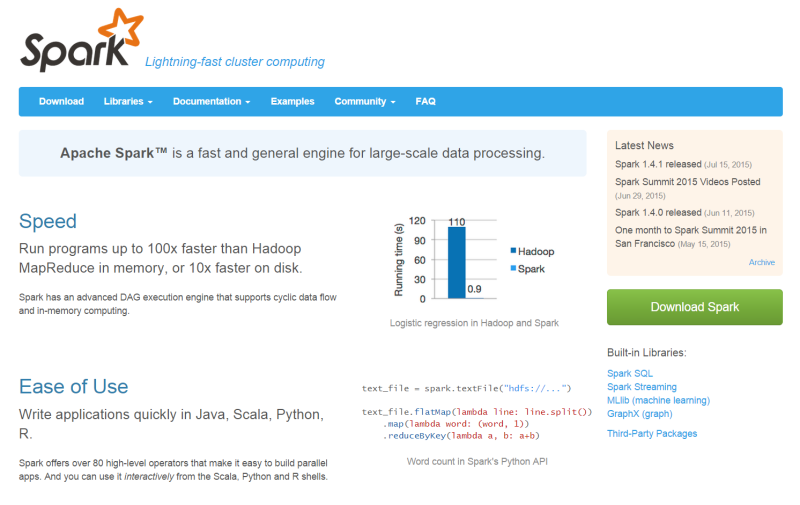 Spark Lightning-fast cluster computing
Download Libraries Documentation Examples Community FAQ
Apache Spark™ is a fast and general engine for large-scale data processing.
Speed
Run programs up to 100x faster than Hadoop
MapReduce in memory, or 10x faster on disk.
Spark has an advanced DAG execution engine that supports cyclic data flow
and in-memory computing.
Running time (s)
120
90
60
30
0
110
0.9
Hadoop
Spark
Logistic regression in Hadoop and Spark
Ease of Use
Write applications quickly in Java, Scala, Python,
R.
Spark offers over 80 high-level operators that make it easy to build parallel
apps. And you can use it interactively from the Scala, Python and R shells.
text_file = spark.textFile("hdfs://...")
text_file.flatMap(lambda line: line.split())
.map(lambda word: (word, 1))
.reduceByKey(lambda a, b: a+b)
Word count in Spark's Python API
Latest News
Spark 1.4.1 released (Jul 15, 2015)
Spark Summit 2015 Videos Posted
(Jun 29, 2015)
Spark 1.4.0 released (Jun 11, 2015)
One month to Spark Summit 2015 in
San Francisco (May 15, 2015)
Archive
Download Spark
Built-in Libraries:
Spark SQL
Spark Streaming
MLlib (machine learning)
GraphX (graph)
Third-Party Packages